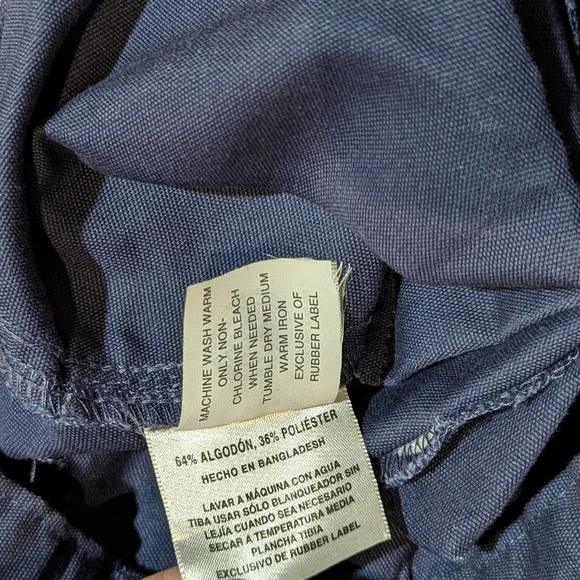 MACHINE WASH WARM
ONLY NON-
CHLORINE BLEACH
WHEN NEEDED
TUMBLE DRY MEDIUM
WARM IRON
EXCLUSIVE OF
RUBBER LABEL
64% ALGODÓN, 36% POLIÉSTER
HECHO EN BANGLADESH
LAVAR A MÁQUINA CON AGUA
TIBA USAR SÓLO BLANQUEADOR SIN
LEJÍA CUANDO SEA NECESARIO
SECAR A TEMPERATURA MEDIA
PLANCHA TIBIA
EXCLUSIVO DE RUBBER LABEL